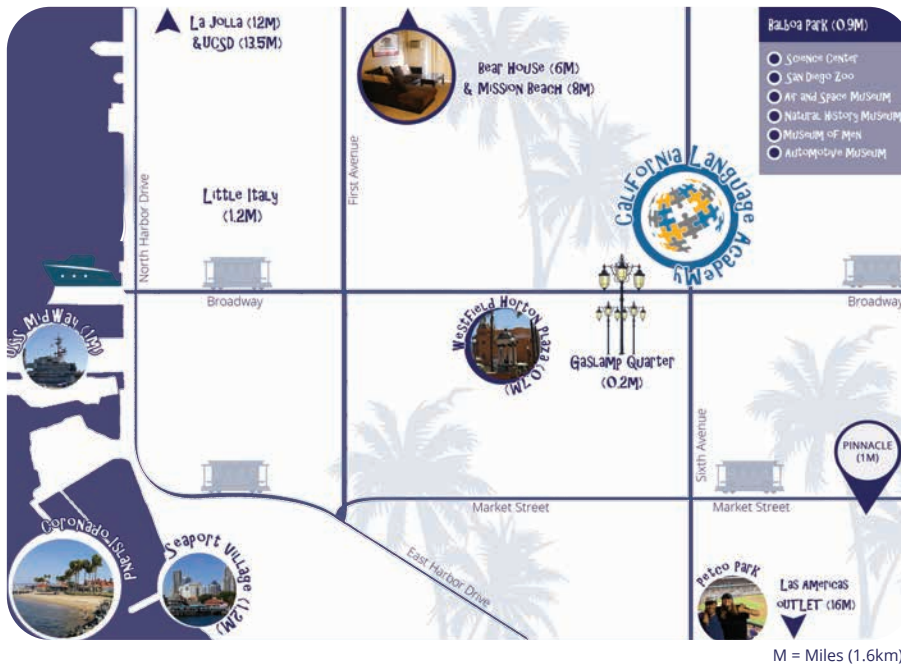 La Jolla (12M)
& UCSD (13.5M)
Bear House (6M)
& Mission Beach (8M)
Balboa Park (0.9M)
Science Center
San Diego Zoo
Air and Space Museum
Natural History Museum
Museum of Men
Automotive Museum
California Language Academy
North Harbor Drive
First Avenue
Little Italy
(1.2M)
Broadway
Broadway
USS Midway (1M)
Westfield Horton Plaza (0.7M)
Gaslamp Quarter
(0.2M)
Sixth Avenue
PINNACLE
(1M)
Market Street
Market Street
East Harbor Drive
Coronado Island
Seaport Village (1.2M)
Petco Park
Las Americas
OUTLET (16M)
M = Miles (1.6km)